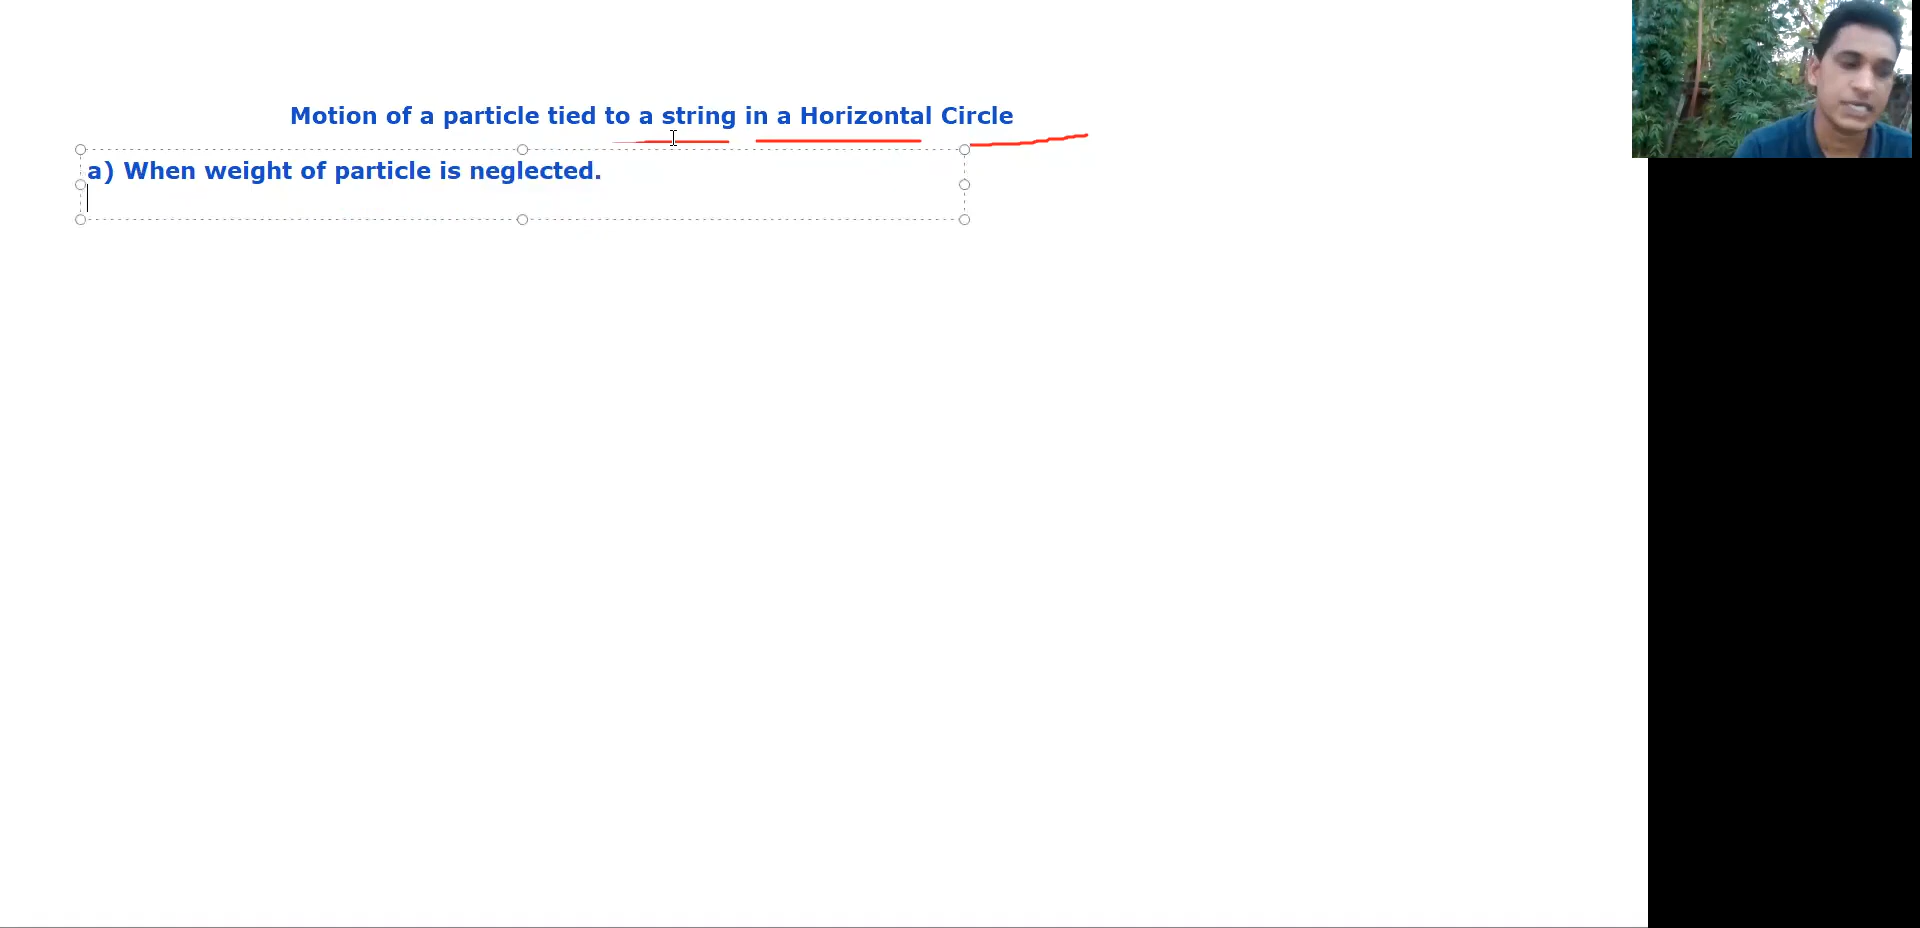 Motion of a particle tied to a string in a Horizontal Circle
a) When weight of particle is neglected.